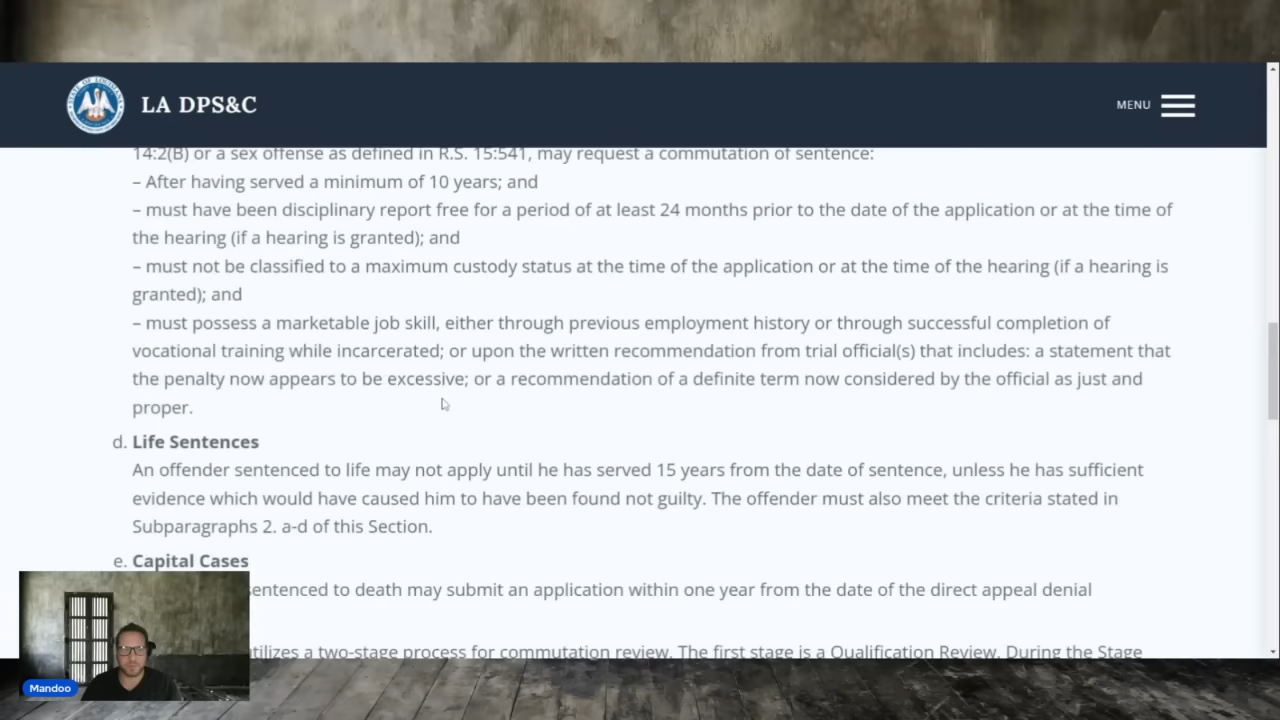 LA DPS&C
MENU
14:2(B) or a sex offense as defined in R.S. 15:541, may request a commutation of sentence:
– After having served a minimum of 10 years; and
– must have been disciplinary report free for a period of at least 24 months prior to the date of the application or at the time of
the hearing (if a hearing is granted); and
– must not be classified to a maximum custody status at the time of the application or at the time of the hearing (if a hearing is
granted); and
– must possess a marketable job skill, either through previous employment history or through successful completion of
vocational training while incarcerated; or upon the written recommendation from trial official(s) that includes: a statement that
the penalty now appears to be excessive; or a recommendation of a definite term now considered by the official as just and
proper.
d. Life Sentences
An offender sentenced to life may not apply until he has served 15 years from the date of sentence, unless he has sufficient
evidence which would have caused him to have been found not guilty. The offender must also meet the criteria stated in
Subparagraphs 2. a-d of this Section.
e. Capital Cases
sentenced to death may submit an application within one year from the date of the direct appeal denial
utilizes a two-stage process for commutation review. The first stage is a Qualification Review. During the Stage
Mandoo